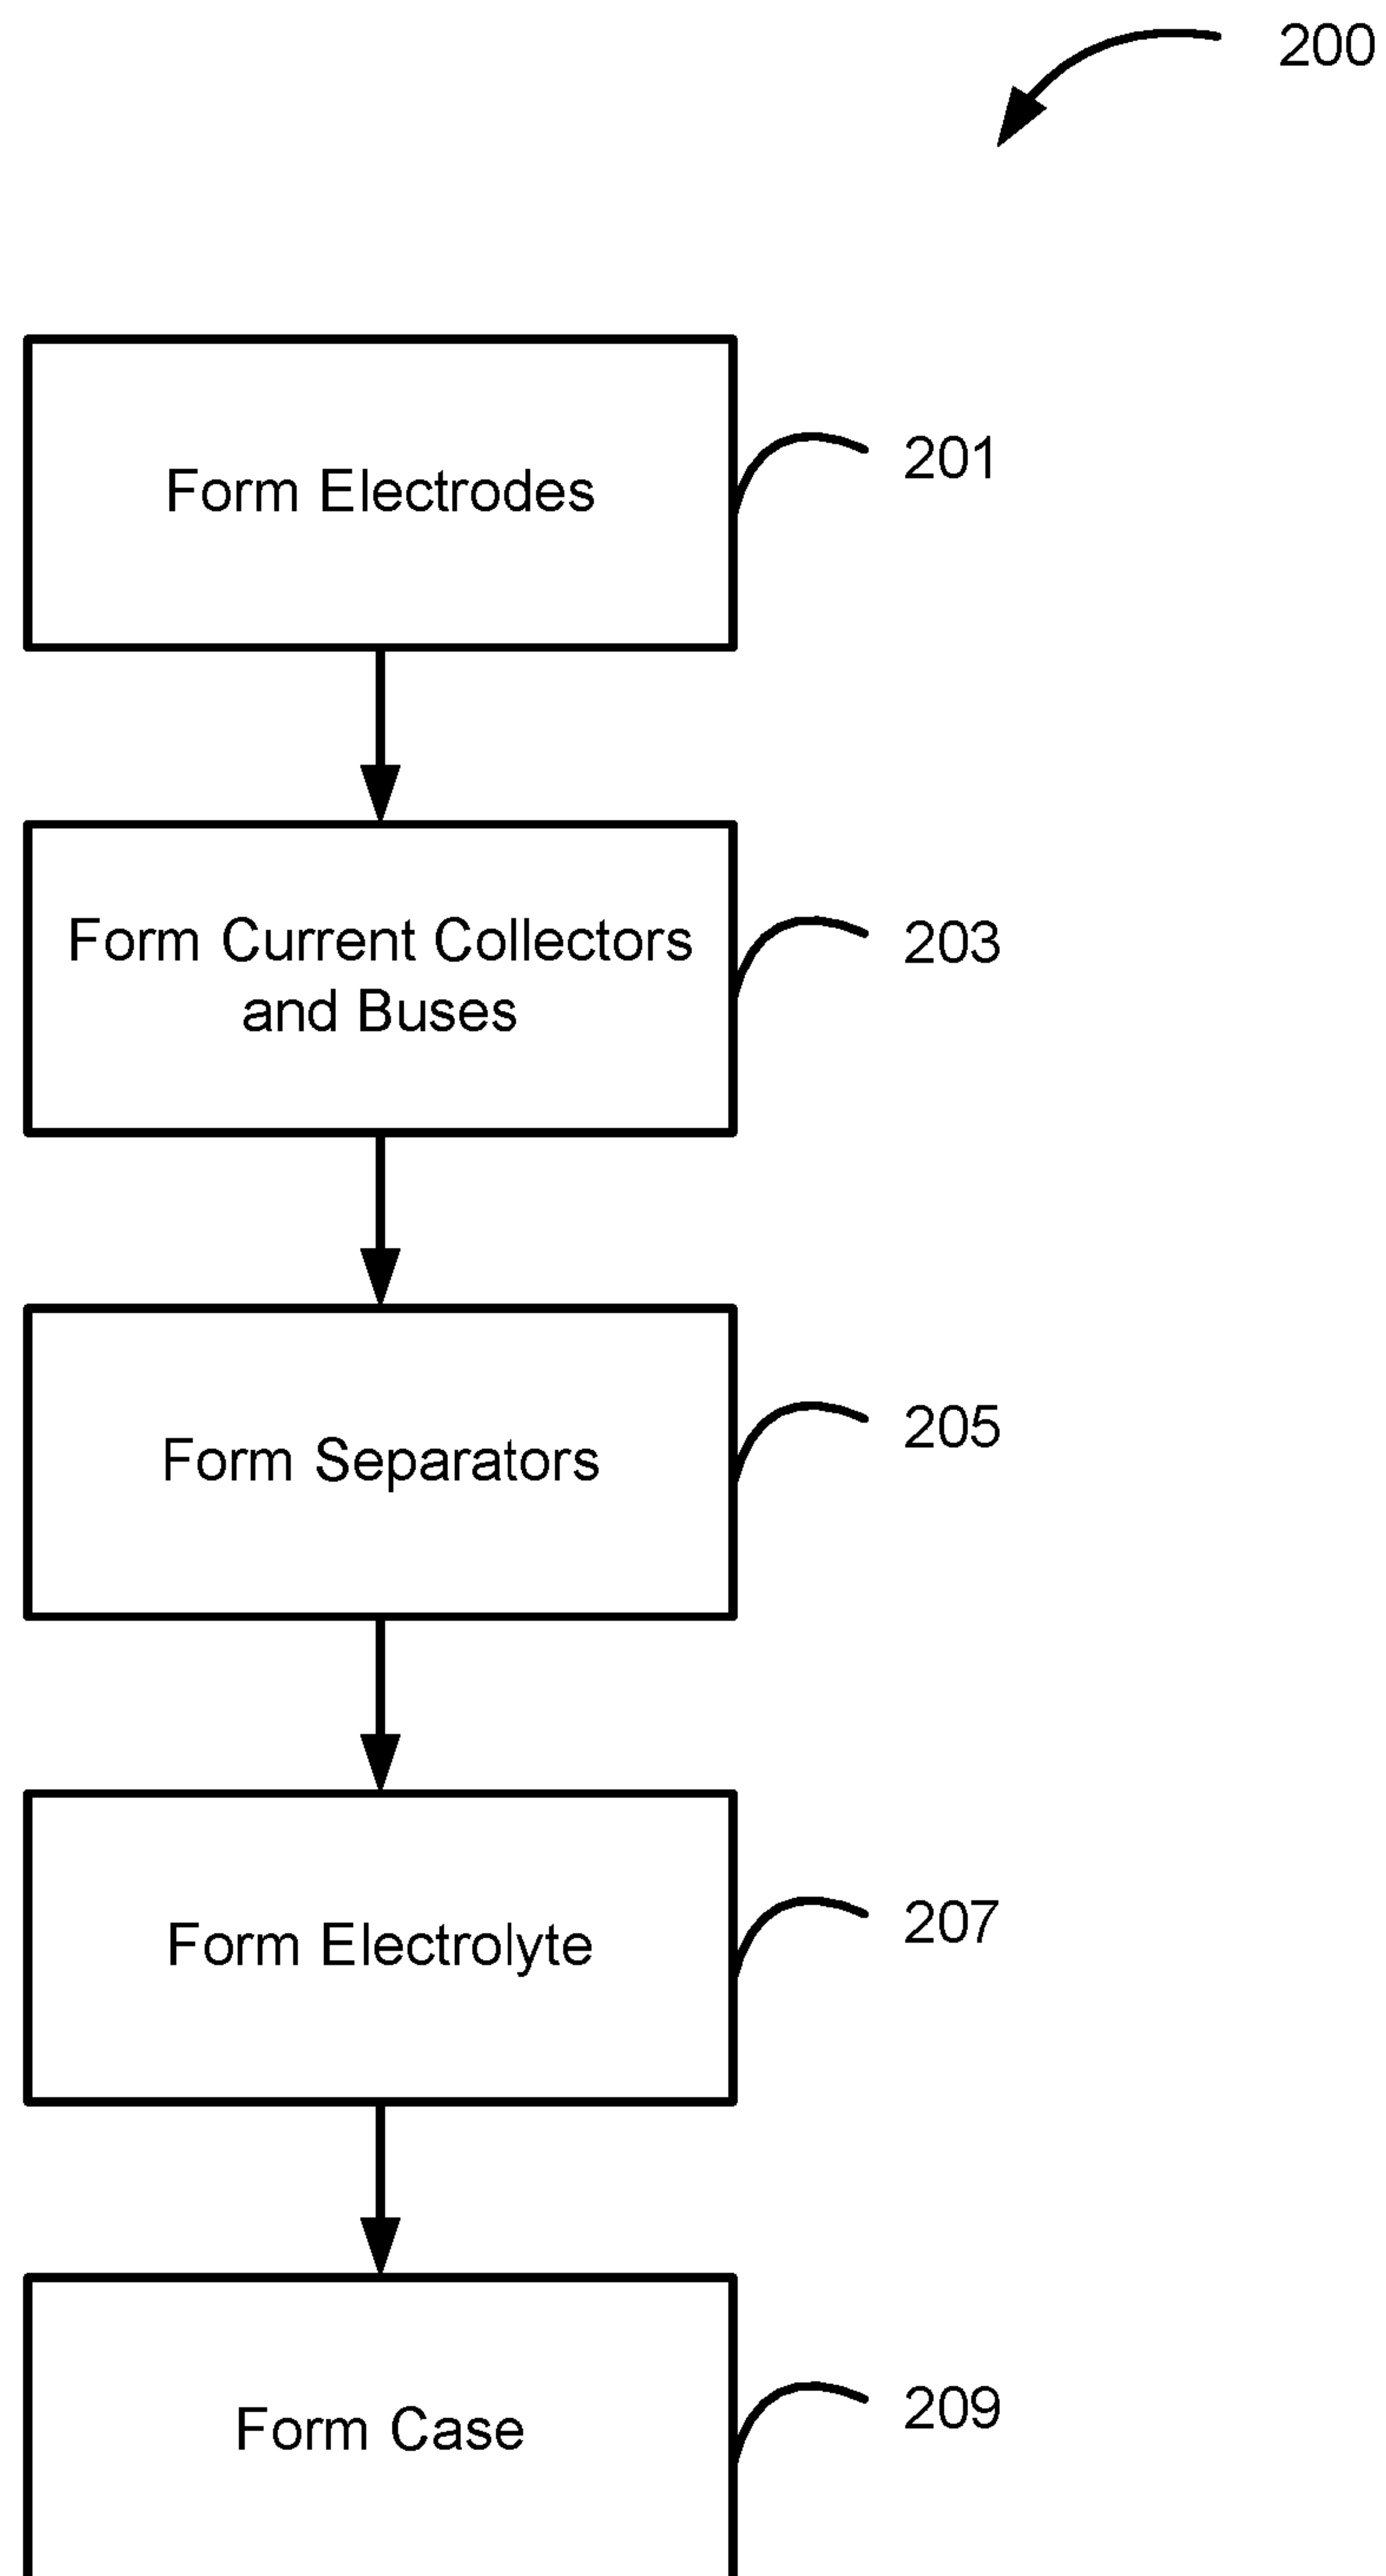 200
Form Electrodes
201
Form Current Collectors
and Buses
203
Form Separators
205
Form Electrolyte
207
Form Case
209